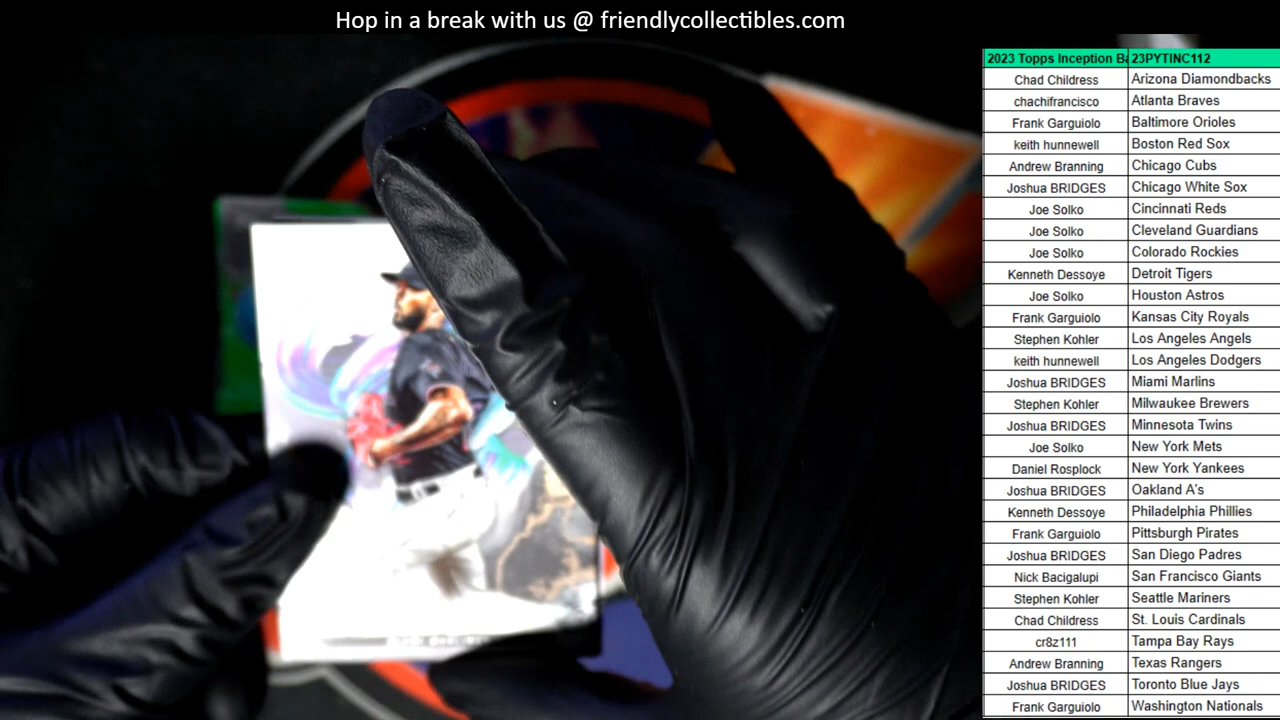 Hop in a break with us @ friendlycollectibles.com
2023 Topps Inception Ba 23PYTINC112
Chad Childress Arizona Diamondbacks
chachifrancisco Atlanta Braves
Frank Garguiolo Baltimore Orioles
keith hunnewell Boston Red Sox
Andrew Branning Chicago Cubs
Joshua BRIDGES Chicago White Sox
Joe Solko Cincinnati Reds
Joe Solko Cleveland Guardians
Joe Solko Colorado Rockies
Kenneth Dessoye Detroit Tigers
Joe Solko Houston Astros
Frank Garguiolo Kansas City Royals
Stephen Kohler Los Angeles Angels
keith hunnewell Los Angeles Dodgers
Joshua BRIDGES Miami Marlins
Stephen Kohler Milwaukee Brewers
Joshua BRIDGES Minnesota Twins
Joe Solko New York Mets
Daniel Rosplock New York Yankees
Joshua BRIDGES Oakland A's
Kenneth Dessoye Philadelphia Phillies
Frank Garguiolo Pittsburgh Pirates
Joshua BRIDGES San Diego Padres
Nick Bacigalupi San Francisco Giants
Stephen Kohler Seattle Mariners
Chad Childress St. Louis Cardinals
cr8z111 Tampa Bay Rays
Andrew Branning Texas Rangers
Joshua BRIDGES Toronto Blue Jays
Frank Garguiolo Washington Nationals